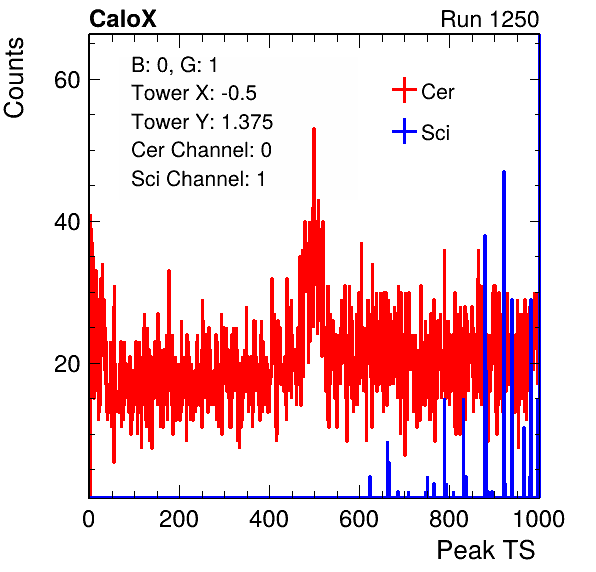 CaloX Run 1250
Counts
B: 0, G: 1
Tower X: -0.5
Tower Y: 1.375
Cer Channel: 0
Sci Channel: 1
Cer
Sci
60
40
20
0 200 400 600 800 1000
Peak TS